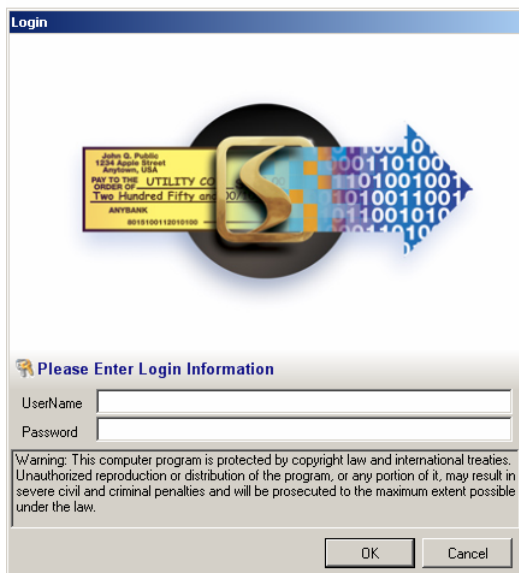 Login
John Q. Public
1234 Apple Street
Anytown, USA
PAY TO THE
ORDER OF UTILITY CO
Two Hundred Fifty and 00/
ANYBANK
8015100112010100
Please Enter Login Information
UserName
Password
Warning: This computer program is protected by copyright law and international treaties.
Unauthorized reproduction or distribution of the program, or any portion of it, may result in
severe civil and criminal penalties and will be prosecuted to the maximum extent possible
under the law.
OK Cancel